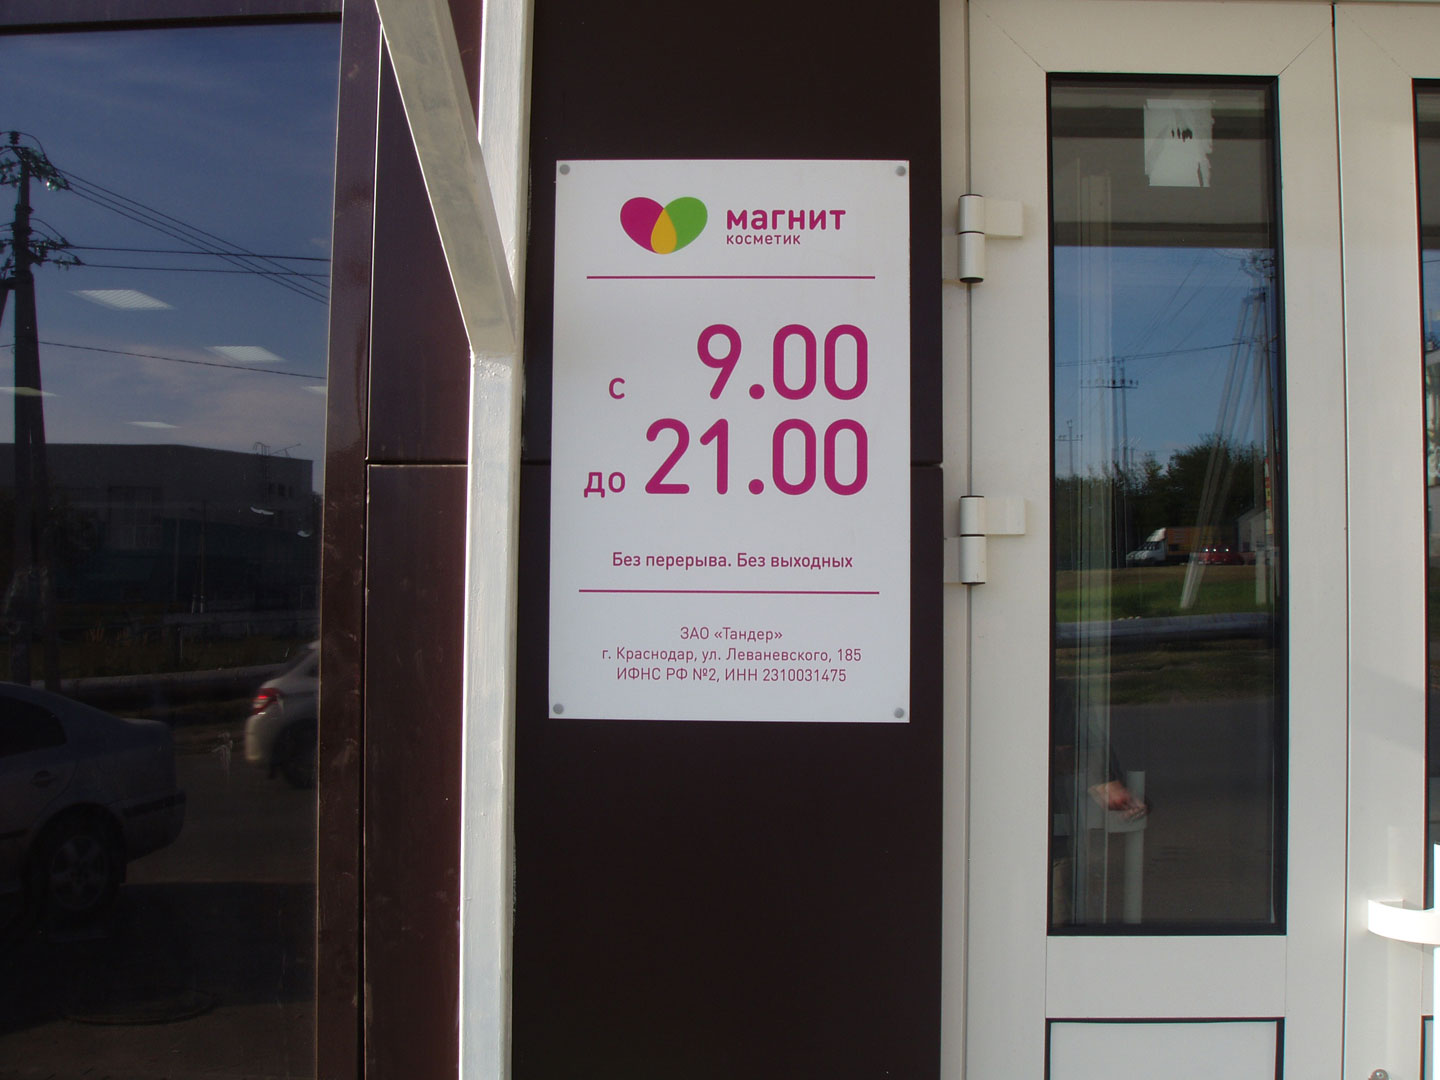 магнит
косметик
с 9.00
до 21.00
Без перерыва. Без выходных
ЗАО «Тандер»
г. Краснодар, ул. Леваневского, 185
ИФНС РФ №2, ИНН 2310031475